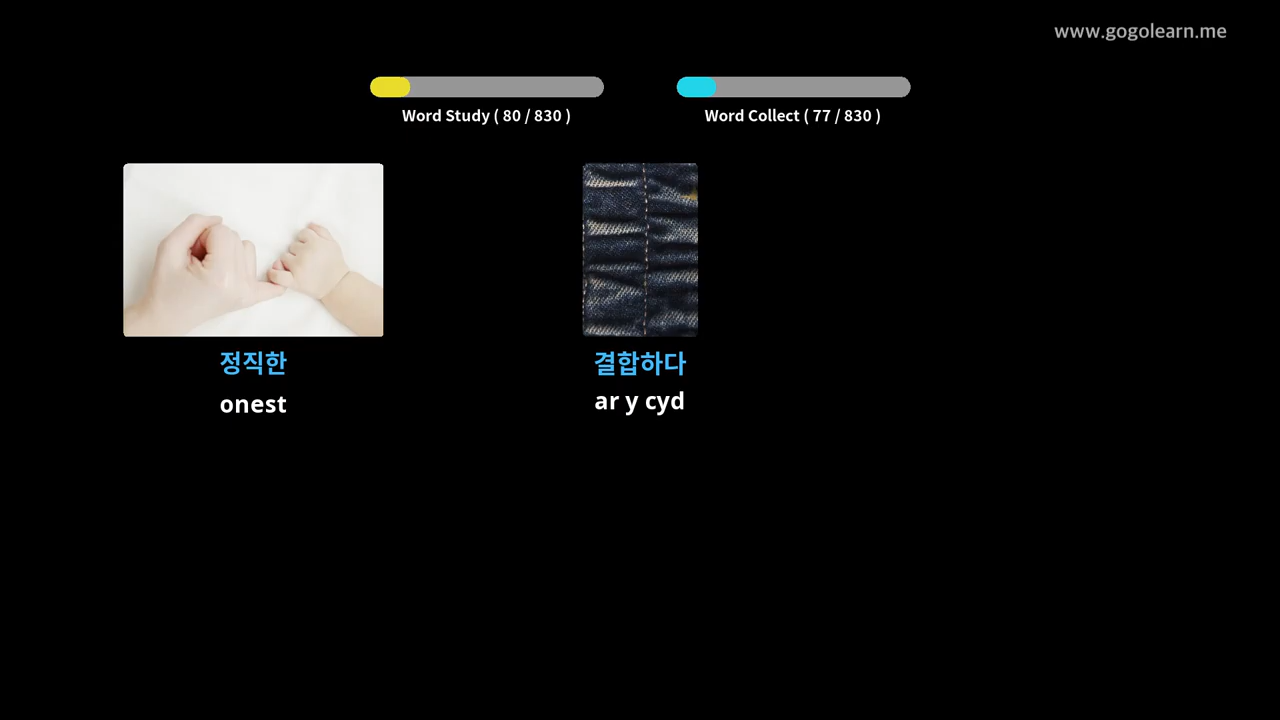 www.gogolearn.me
Word Study ( 80 / 830 )
Word Collect ( 77 / 830 )
정직한
onest
결합하다
ar y cyd